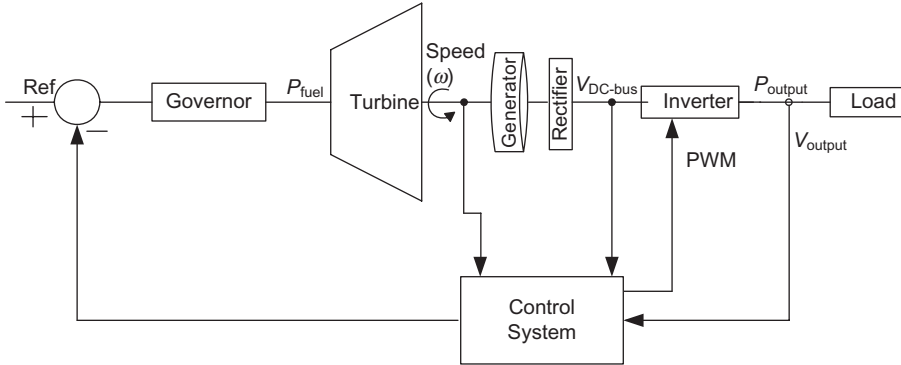 Ref
+
−
Governor
P_fuel
Turbine
Speed
(ω)
Generator
Rectifier
V_DC-bus
Inverter
PWM
P_output
V_output
Load
Control
System